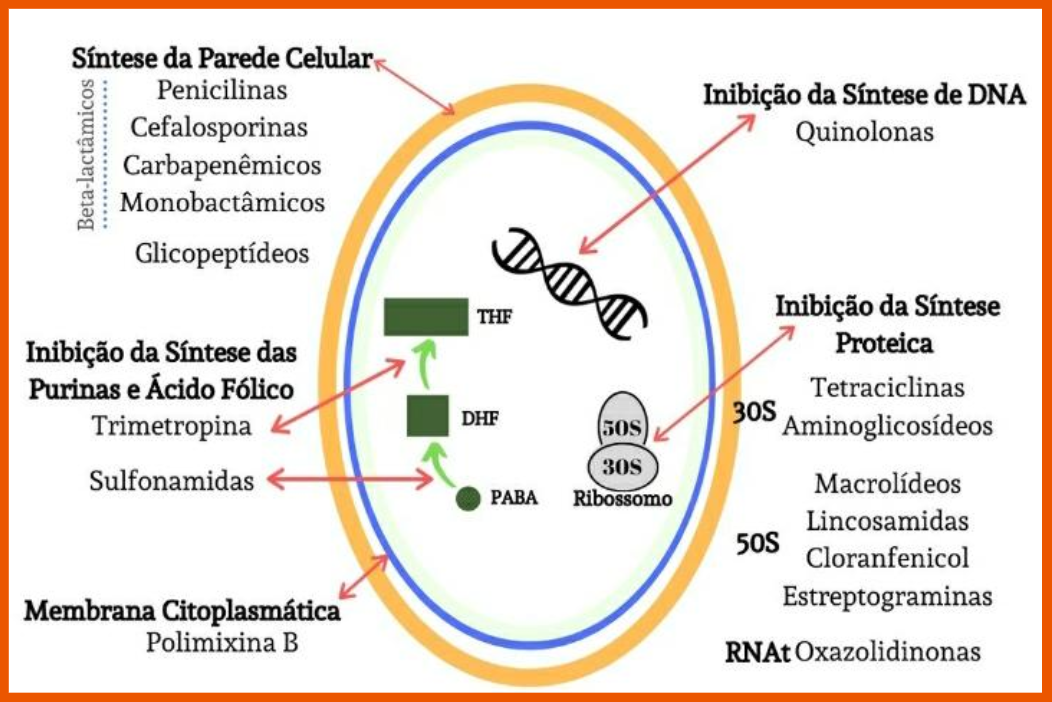 Síntese da Parede Celular
Beta-lactâmicos
Penicilinas
Cefalosporinas
Carbapenêmicos
Monobactâmicos
Glicopeptídeos
Inibição da Síntese de DNA
Quinolonas
Inibição da Síntese das
Purinas e Ácido Fólico
Trimetropina
Sulfonamidas
THF
DHF
PABA
50S
30S
Ribossomo
Inibição da Síntese
Proteica
30S
Tetraciclinas
Aminoglicosídeos
50S
Macrolídeos
Lincosamidas
Cloranfenicol
Estreptograminas
RNAt Oxazolidinonas
Membrana Citoplasmática
Polimixina B